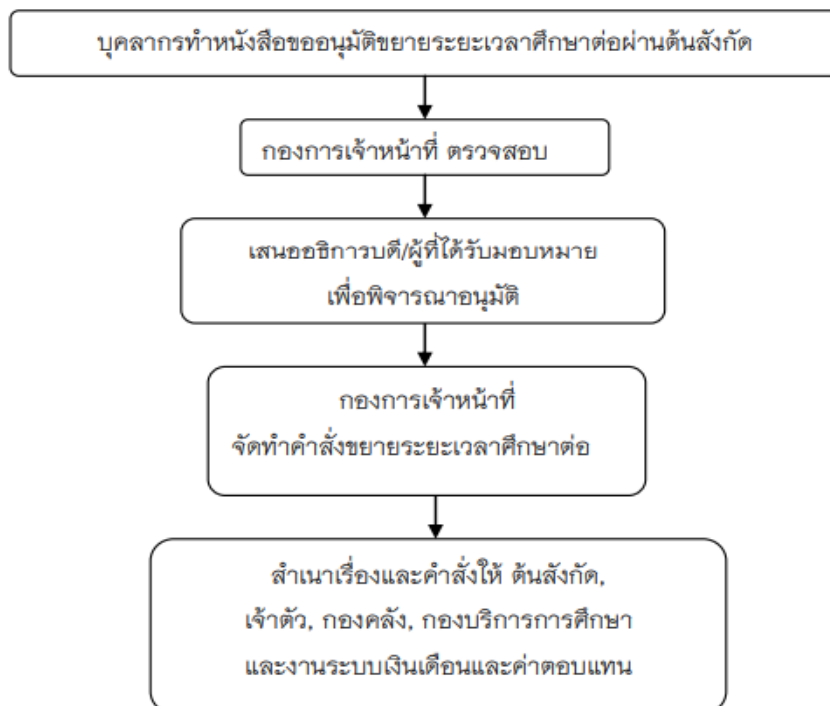 บุคลากรทำหนังสือขออนุมัติขยายระยะเวลาศึกษาต่อผ่านต้นสังกัด
กองการเจ้าหน้าที่ ตรวจสอบ
เสนออธิการบดี/ผู้ที่ได้รับมอบหมาย
เพื่อพิจารณาอนุมัติ
กองการเจ้าหน้าที่
จัดทำคำสั่งขยายระยะเวลาศึกษาต่อ
สำเนาเรื่องและคำสั่งให้ ต้นสังกัด,
เจ้าตัว, กองคลัง, กองบริการการศึกษา
และงานระบบเงินเดือนและค่าตอบแทน